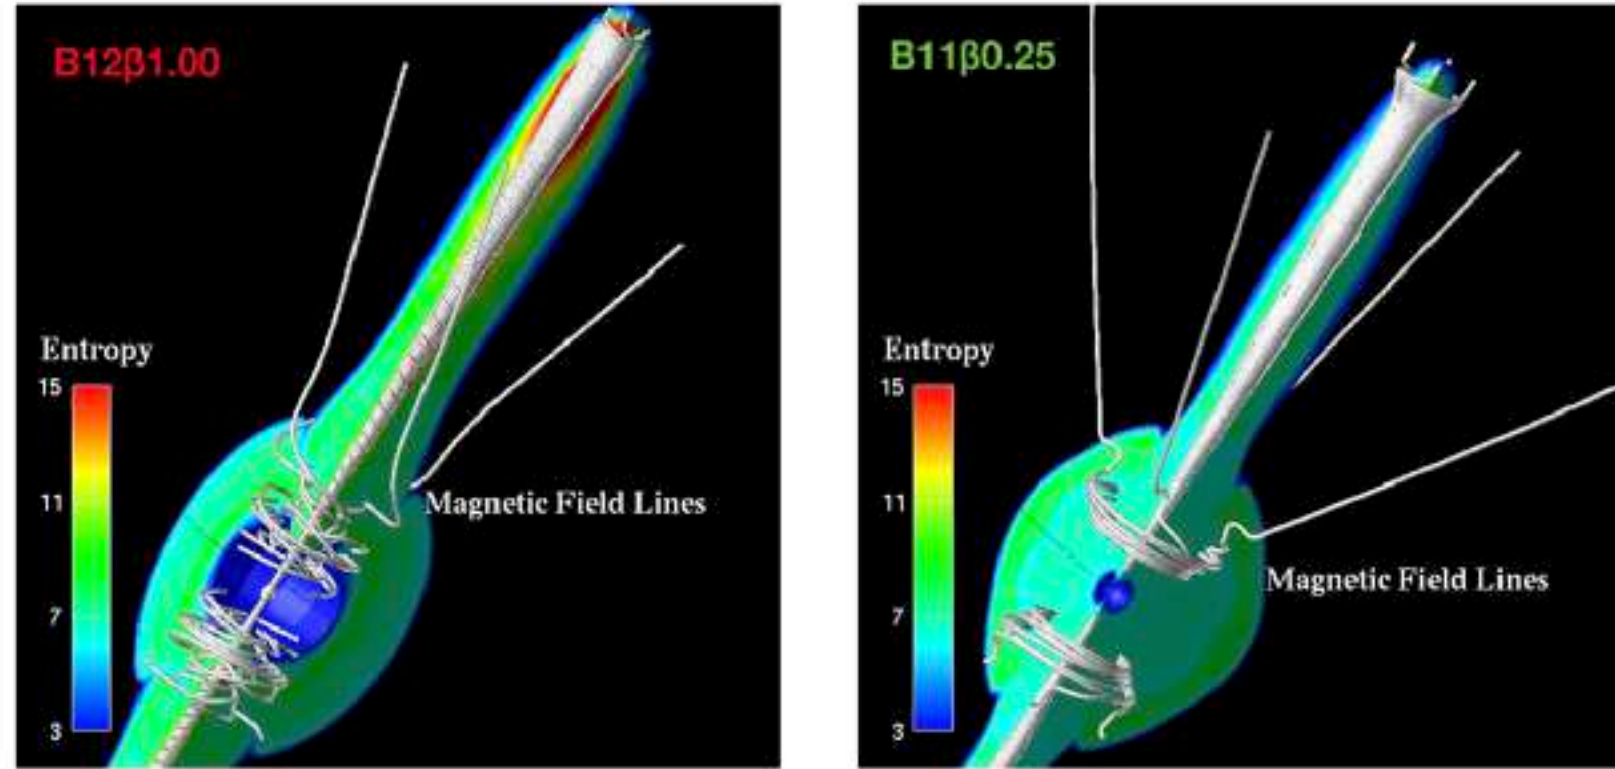 B12β1.00
Entropy
15
11
7
3
Magnetic Field Lines
B11β0.25
Entropy
15
11
7
3
Magnetic Field Lines